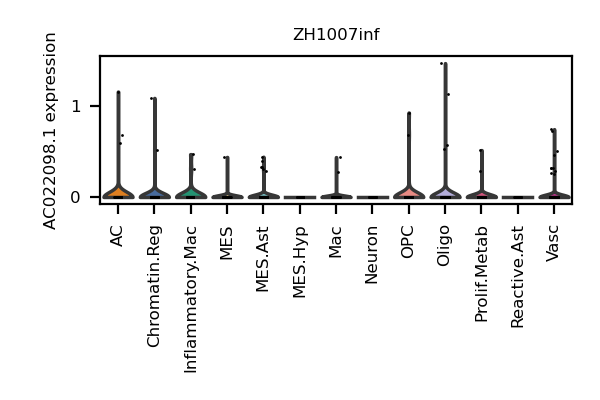 ZH1007inf
AC022098.1 expression
1
0
AC
Chromatin.Reg
Inflammatory.Mac
MES
MES.Ast
MES.Hyp
Mac
Neuron
OPC
Oligo
Prolif.Metab
Reactive.Ast
Vasc